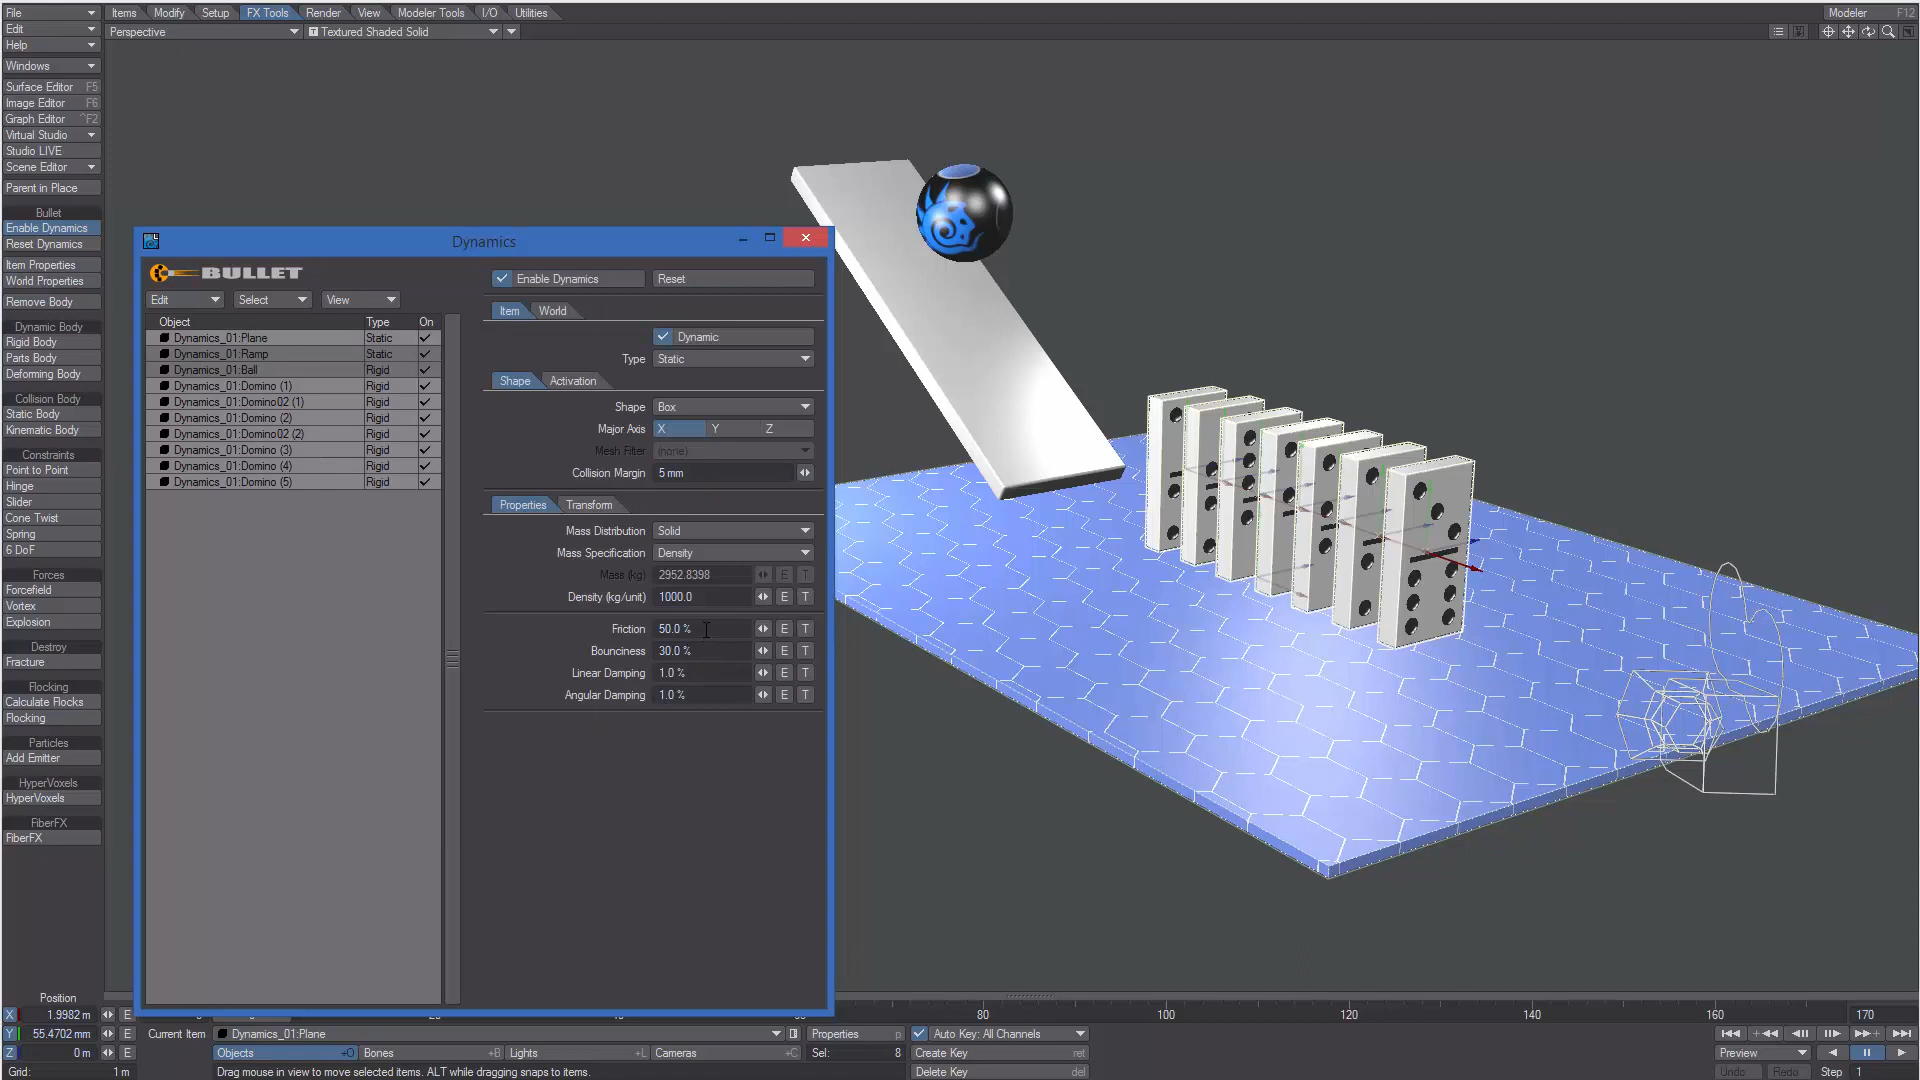 File Items Modify Setup FX Tools Render View Modeler Tools I/O Utilities Modeler F12
Edit Perspective Textured Shaded Solid
Help
Windows
Surface Editor F5
Image Editor F6
Graph Editor ^F2
Virtual Studio
Studio LIVE
Scene Editor
Parent in Place
Bullet
Enable Dynamics
Reset Dynamics
Item Properties
World Properties
Remove Body
Dynamic Body
Rigid Body
Parts Body
Deforming Body
Collision Body
Static Body
Kinematic Body
Constraints
Point to Point
Hinge
Slider
Cone Twist
Spring
6 DoF
Forces
Forcefield
Vortex
Explosion
Destroy
Fracture
Flocking
Calculate Flocks
Flocking
Particles
Add Emitter
HyperVoxels
HyperVoxels
FiberFX
FiberFX
Dynamics
BULLET
Edit Select View
Object Type On
Dynamics_01:Plane Static
Dynamics_01:Ramp Static
Dynamics_01:Ball Rigid
Dynamics_01:Domino (1) Rigid
Dynamics_01:Domino02 (1) Rigid
Dynamics_01:Domino (2) Rigid
Dynamics_01:Domino02 (2) Rigid
Dynamics_01:Domino (3) Rigid
Dynamics_01:Domino (4) Rigid
Dynamics_01:Domino (5) Rigid
Enable Dynamics Reset
Item World
Dynamic
Type Static
Shape Activation
Shape Box
Major Axis X Y Z
Mesh Filter (none)
Collision Margin 5 mm
Properties Transform
Mass Distribution Solid
Mass Specification Density
Mass (kg) 2952.8398 E T
Density (kg/unit) 1000.0 E T
Friction 50.0 % E T
Bounciness 30.0 % E T
Linear Damping 1.0 % E T
Angular Damping 1.0 % E T
Position
X 1.9982 m E 80 100 120 140 160 170
Y 55.4702 mm E Current Item Dynamics_01:Plane Properties p Auto Key: All Channels
Z 0 m E Objects +O Bones +B Lights +L Cameras +C Sel: 8 Create Key ret Preview
Grid: 1 m Drag mouse in view to move selected items. ALT while dragging snaps to items. Delete Key del Undo Redo Step 1